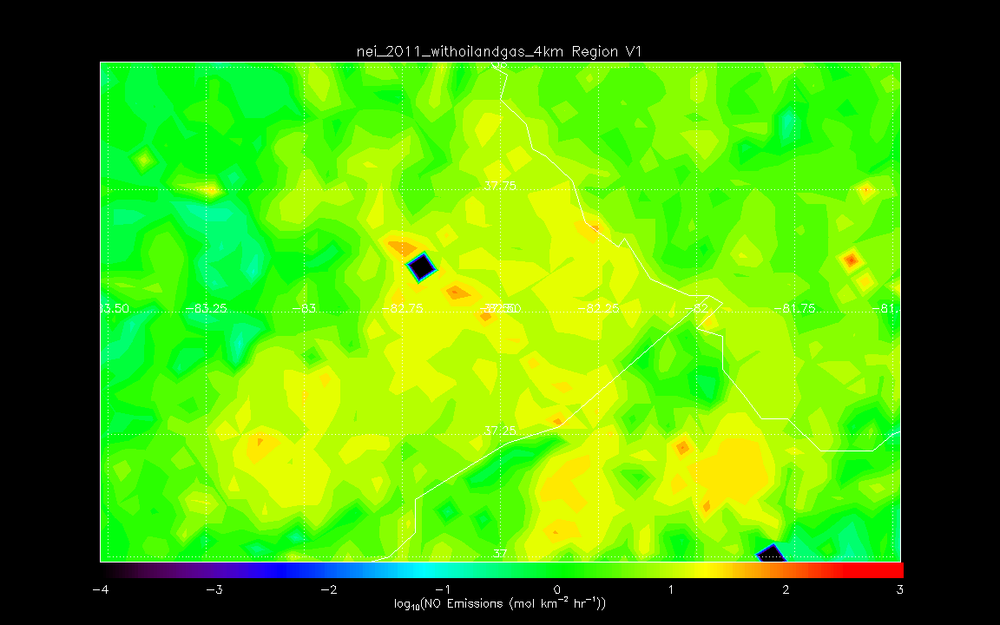 nei_2011_withoilandgas_4km Region V1
37.75
83.50 −83.25 −83 −82.75 −82.25 −82 −81.75 −81.
37.25
37
−4 −3 −2 −1 0 1 2 3
log₁₀(NO Emissions (mol km⁻² hr⁻¹))